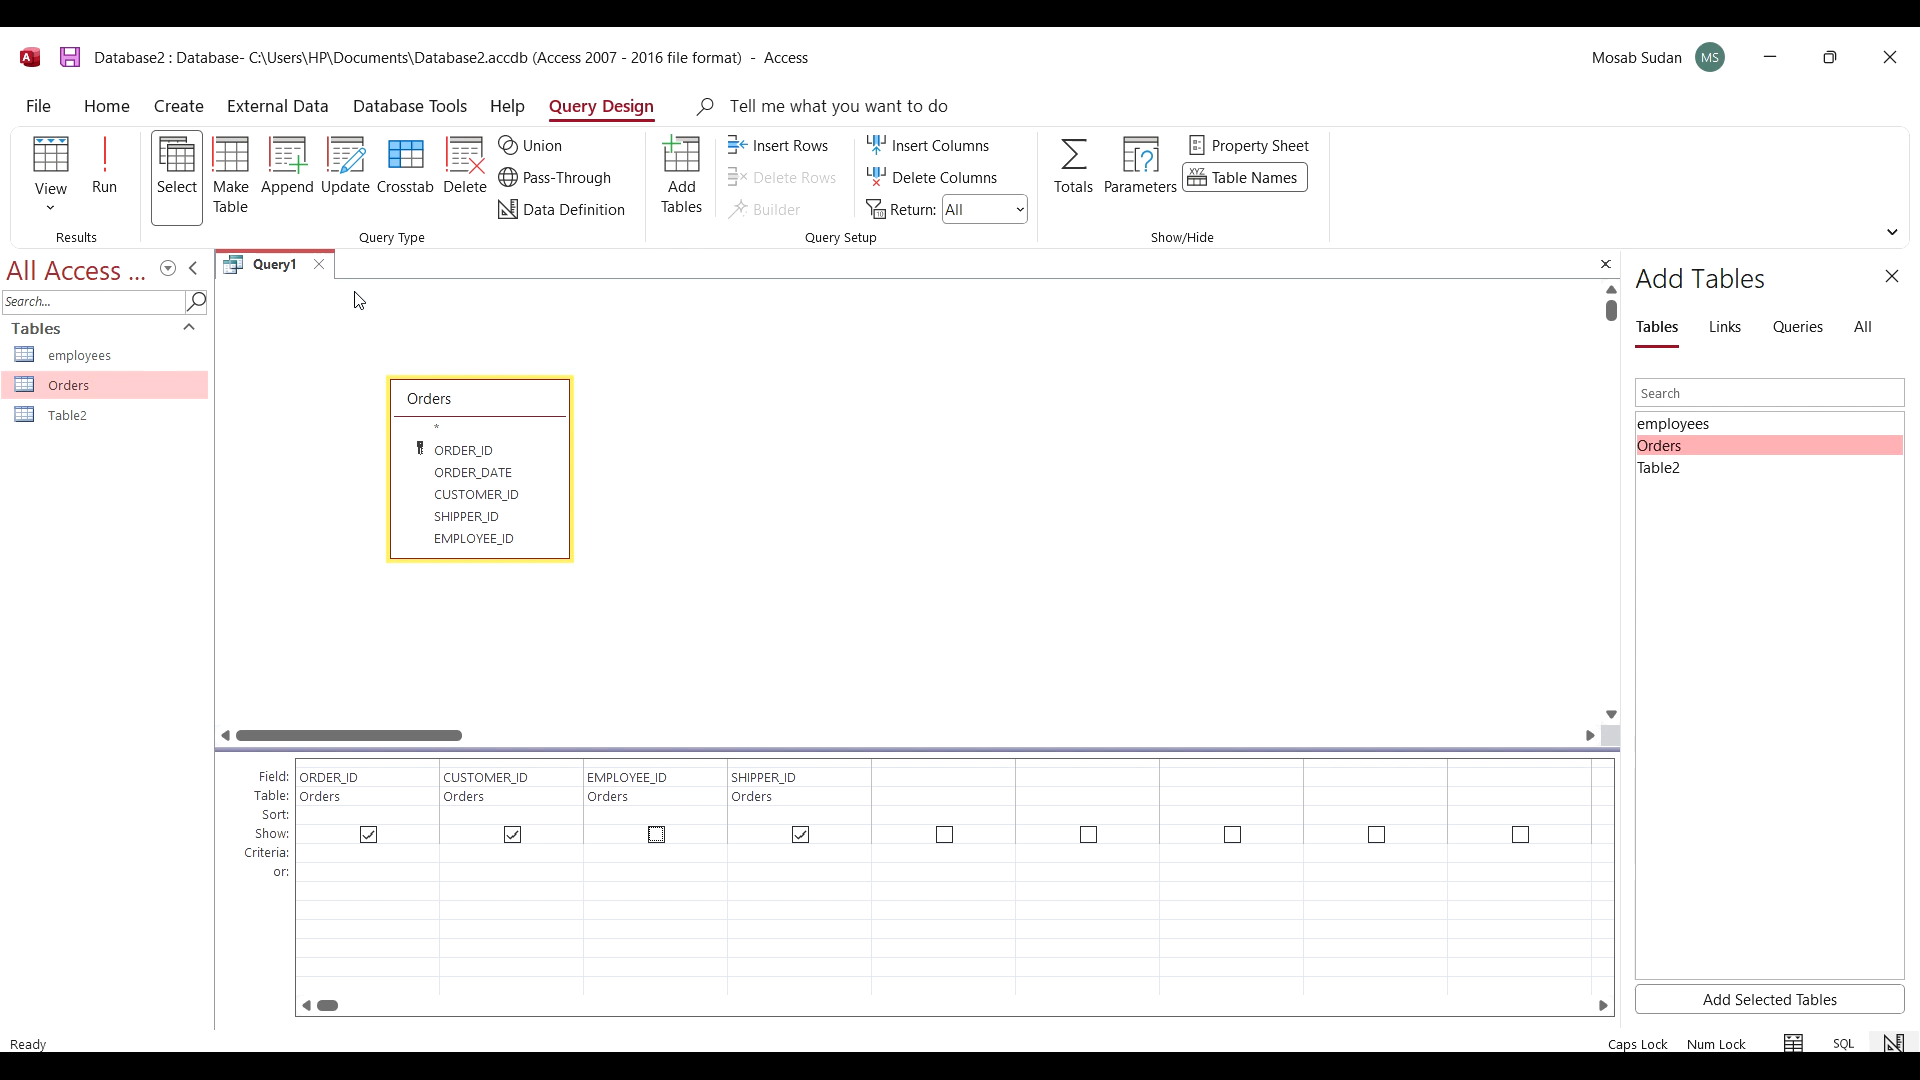 Database2 : Database- C:\Users\HP\Documents\Database2.accdb (Access 2007 - 2016 file format) - Access
Mosab Sudan
MS
File Home Create External Data Database Tools Help Query Design Tell me what you want to do
View
Run
Results
Select
Make Table
Append
Update
Crosstab
Delete
Union
Pass-Through
Data Definition
Query Type
Add Tables
Insert Rows
Delete Rows
Builder
Insert Columns
Delete Columns
Return: All
Query Setup
Totals
Parameters
Property Sheet
XYZ Table Names
Show/Hide
All Access ...
Search...
Tables
employees
Orders
Table2
Query1
Orders
*
ORDER_ID
ORDER_DATE
CUSTOMER_ID
SHIPPER_ID
EMPLOYEE_ID
Field: ORDER_ID CUSTOMER_ID EMPLOYEE_ID SHIPPER_ID
Table: Orders Orders Orders Orders
Sort:
Show:
Criteria:
or:
Add Tables
Tables Links Queries All
Search
employees
Orders
Table2
Add Selected Tables
Ready
Caps Lock Num Lock SQL